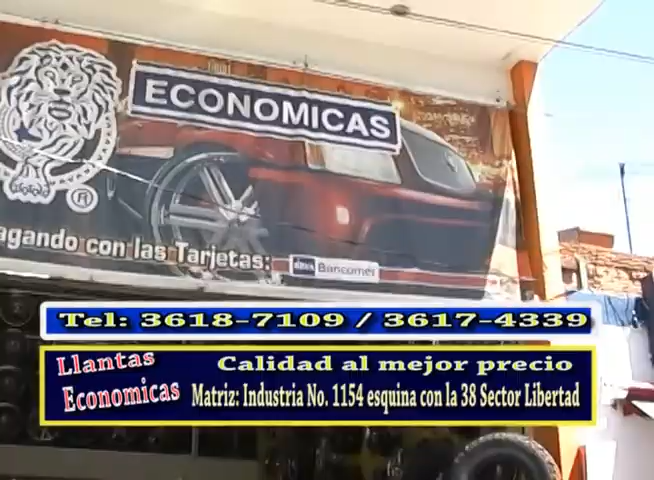 ECONOMICAS
agando con las Tarjetas: BBVA Bancomer
Tel: 3618-7109 / 3617-4339
Llantas Economicas
Calidad al mejor precio
Matriz: Industria No. 1154 esquina con la 38 Sector Libertad